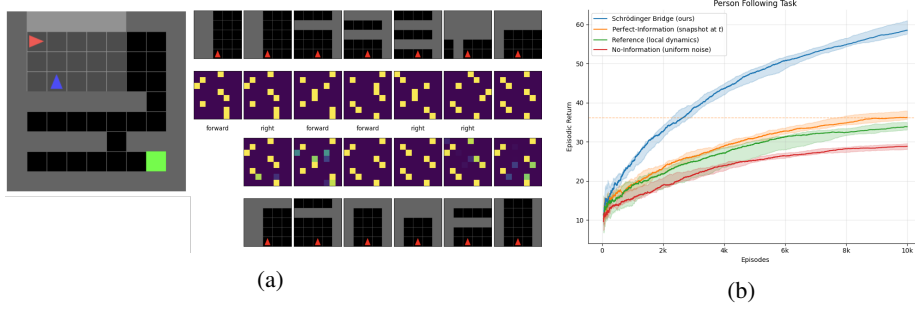 forward right forward forward right right
(a)
Person Following Task
Schrödinger Bridge (ours)
Perfect-Information (snapshot at t)
Reference (local dynamics)
No-Information (uniform noise)
Episodic Return
60
50
40
30
20
10
0 2k 4k 6k 8k 10k
Episodes
(b)